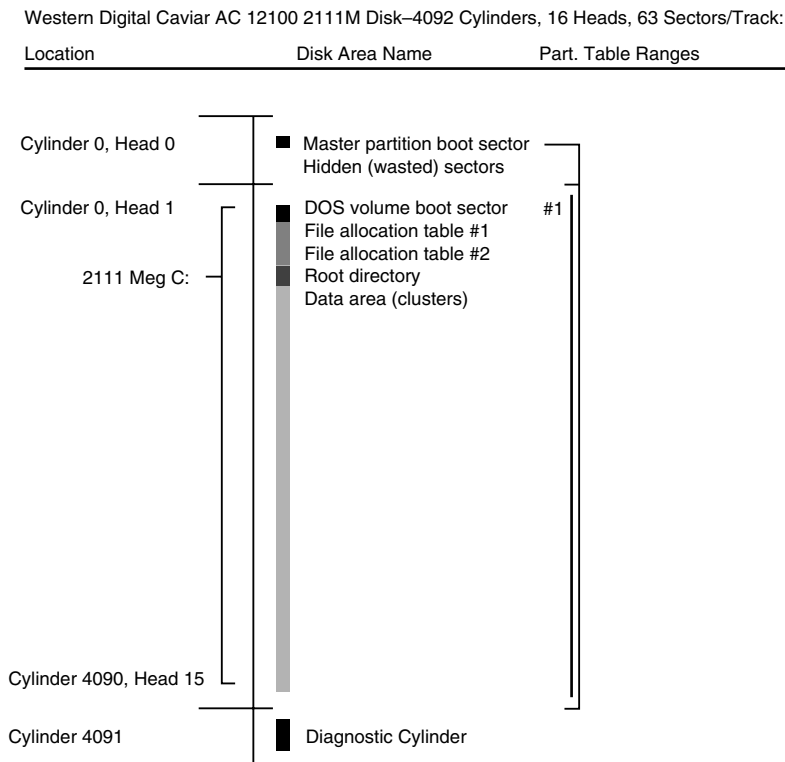 Western Digital Caviar AC 12100 2111M Disk–4092 Cylinders, 16 Heads, 63 Sectors/Track:
Location Disk Area Name Part. Table Ranges
Cylinder 0, Head 0 Master partition boot sector
Hidden (wasted) sectors
Cylinder 0, Head 1 DOS volume boot sector #1
File allocation table #1
File allocation table #2
2111 Meg C: Root directory
Data area (clusters)
Cylinder 4090, Head 15
Cylinder 4091 Diagnostic Cylinder